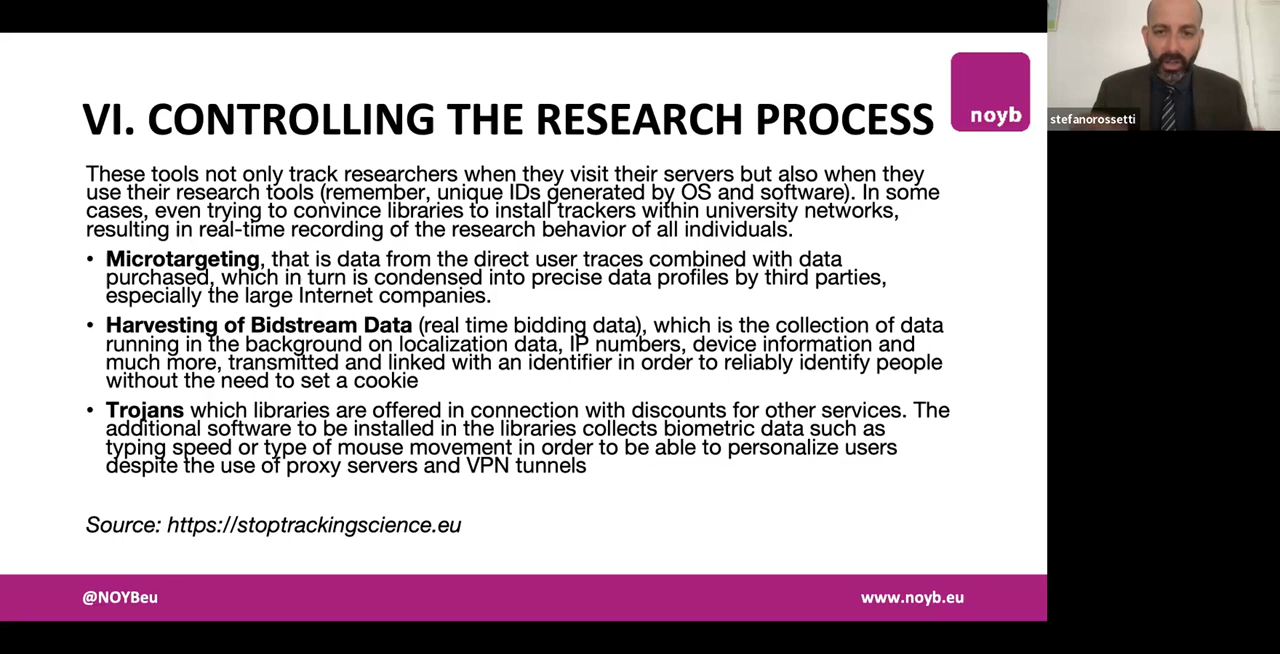 VI. CONTROLLING THE RESEARCH PROCESS
noyb
stefanorossetti
These tools not only track researchers when they visit their servers but also when they
use their research tools (remember, unique IDs generated by OS and software). In some
cases, even trying to convince libraries to install trackers within university networks,
resulting in real-time recording of the research behavior of all individuals.
• Microtargeting, that is data from the direct user traces combined with data
purchased, which in turn is condensed into precise data profiles by third parties,
especially the large Internet companies.
• Harvesting of Bidstream Data (real time bidding data), which is the collection of data
running in the background on localization data, IP numbers, device information and
much more, transmitted and linked with an identifier in order to reliably identify people
without the need to set a cookie
• Trojans which libraries are offered in connection with discounts for other services. The
additional software to be installed in the libraries collects biometric data such as
typing speed or type of mouse movement in order to be able to personalize users
despite the use of proxy servers and VPN tunnels
Source: https://stoptrackingscience.eu
@NOYBeu
www.noyb.eu